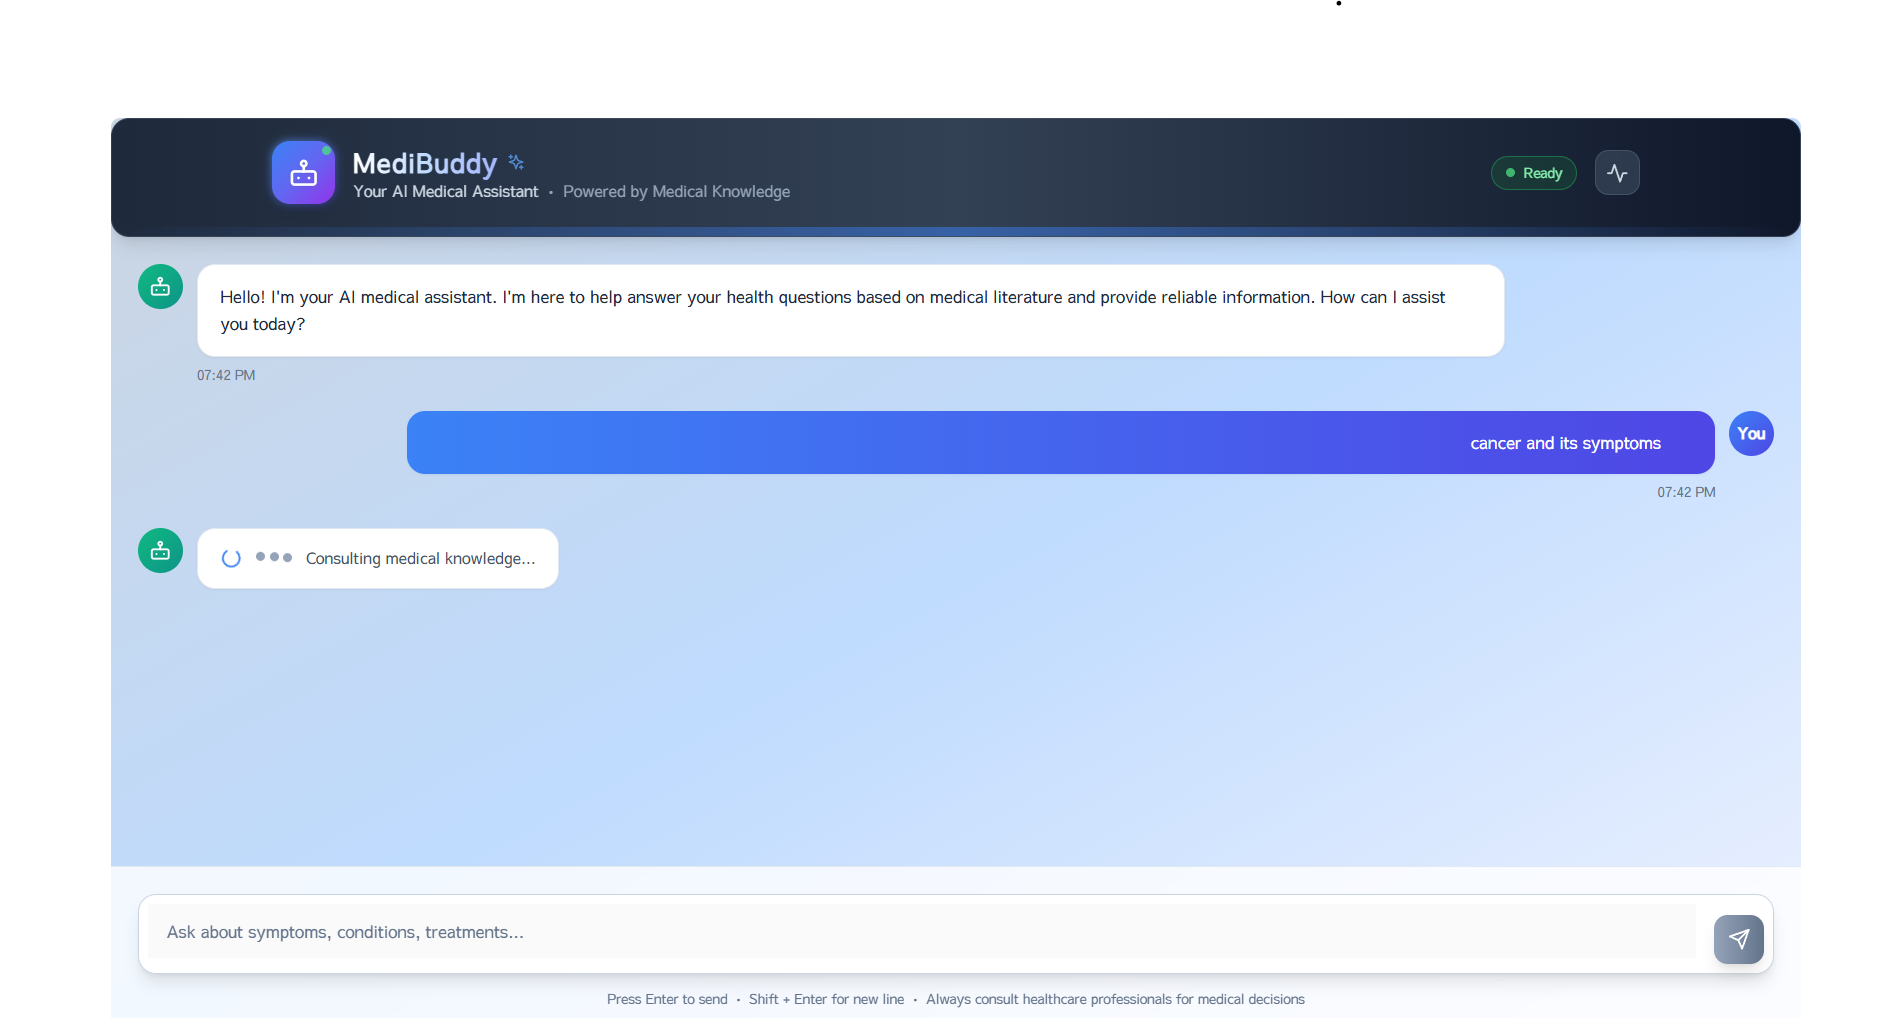 MediBuddy
Your AI Medical Assistant • Powered by Medical Knowledge
Ready
Hello! I'm your AI medical assistant. I'm here to help answer your health questions based on medical literature and provide reliable information. How can I assist
you today?
07:42 PM
cancer and its symptoms
You
07:42 PM
Consulting medical knowledge...
Ask about symptoms, conditions, treatments...
Press Enter to send • Shift + Enter for new line • Always consult healthcare professionals for medical decisions